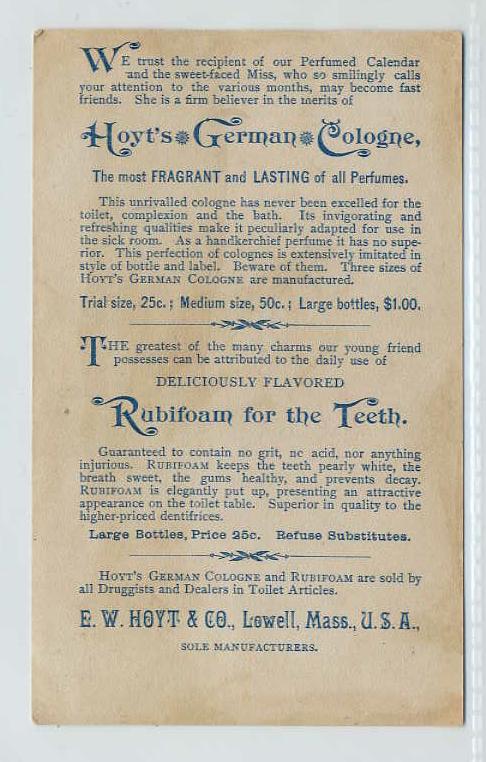 WE trust the recipient of our Perfumed Calendar
and the sweet-faced Miss, who so smilingly calls
your attention to the various months, may become fast
friends. She is a firm believer in the merits of
Hoyt's German Cologne,
The most FRAGRANT and LASTING of all Perfumes.
This unrivalled cologne has never been excelled for the
toilet, complexion and the bath. Its invigorating and
refreshing qualities make it peculiarly adapted for use in
the sick room. As a handkerchief perfume it has no supe-
rior. This perfection of colognes is extensively imitated in
style of bottle and label. Beware of them. Three sizes of
HOYT'S GERMAN COLOGNE are manufactured.
Trial size, 25c.; Medium size, 50c.; Large bottles, $1.00.
THE greatest of the many charms our young friend
possesses can be attributed to the daily use of
DELICIOUSLY FLAVORED
Rubifoam for the Teeth.
Guaranteed to contain no grit, no acid, nor anything
injurious. RUBIFOAM keeps the teeth pearly white, the
breath sweet, the gums healthy, and prevents decay.
RUBIFOAM is elegantly put up, presenting an attractive
appearance on the toilet table. Superior in quality to the
higher-priced dentifrices.
Large Bottles, Price 25c. Refuse Substitutes.
HOYT'S GERMAN COLOGNE and RUBIFOAM are sold by
all Druggists and Dealers in Toilet Articles.
E. W. HOYT & CO., Lowell, Mass., U. S. A.,
SOLE MANUFACTURERS.